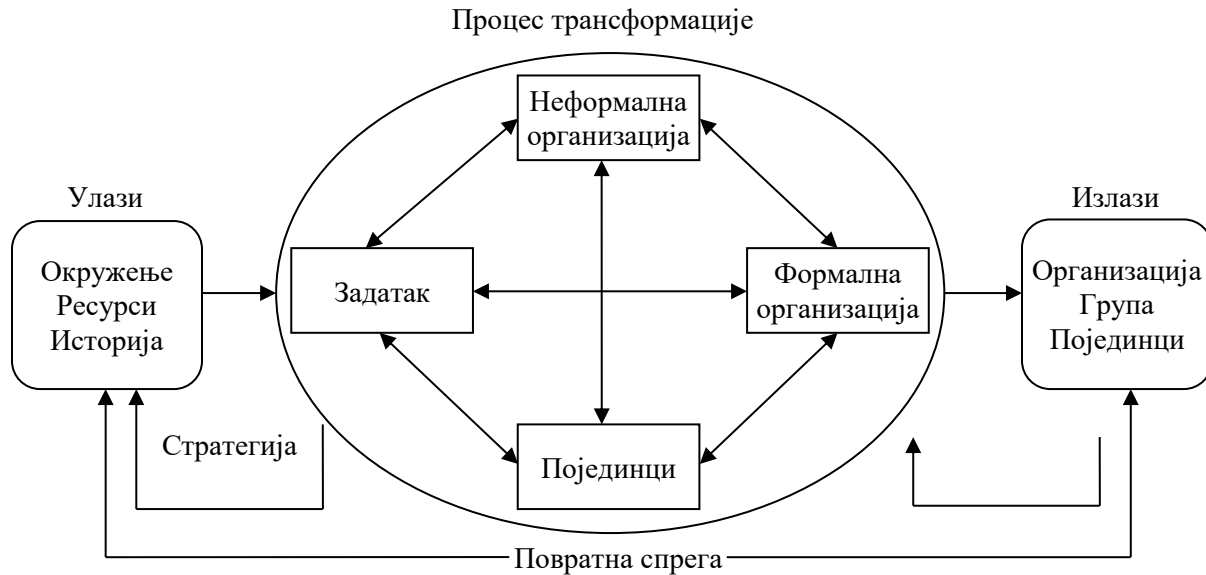 Процес трансформације
Неформална
организација
Улази
Излази
Окружење
Ресурси
Историја
Задатак
Формална
организација
Организација
Група
Појединци
Стратегија
Појединци
Повратна спрега